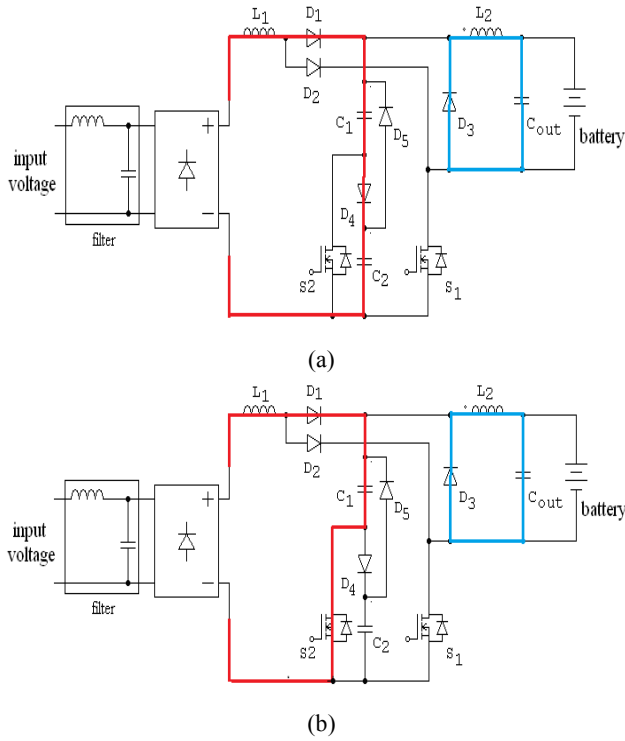 L1 D1 L2
D2
C1 D5 D3 Cout
+
input
voltage
battery
D4
−
filter
S2 C2 S1
(a)
L1 D1 L2
D2
C1 D5 D3 Cout
+
input
voltage
battery
D4
−
filter
S2 C2 S1
(b)